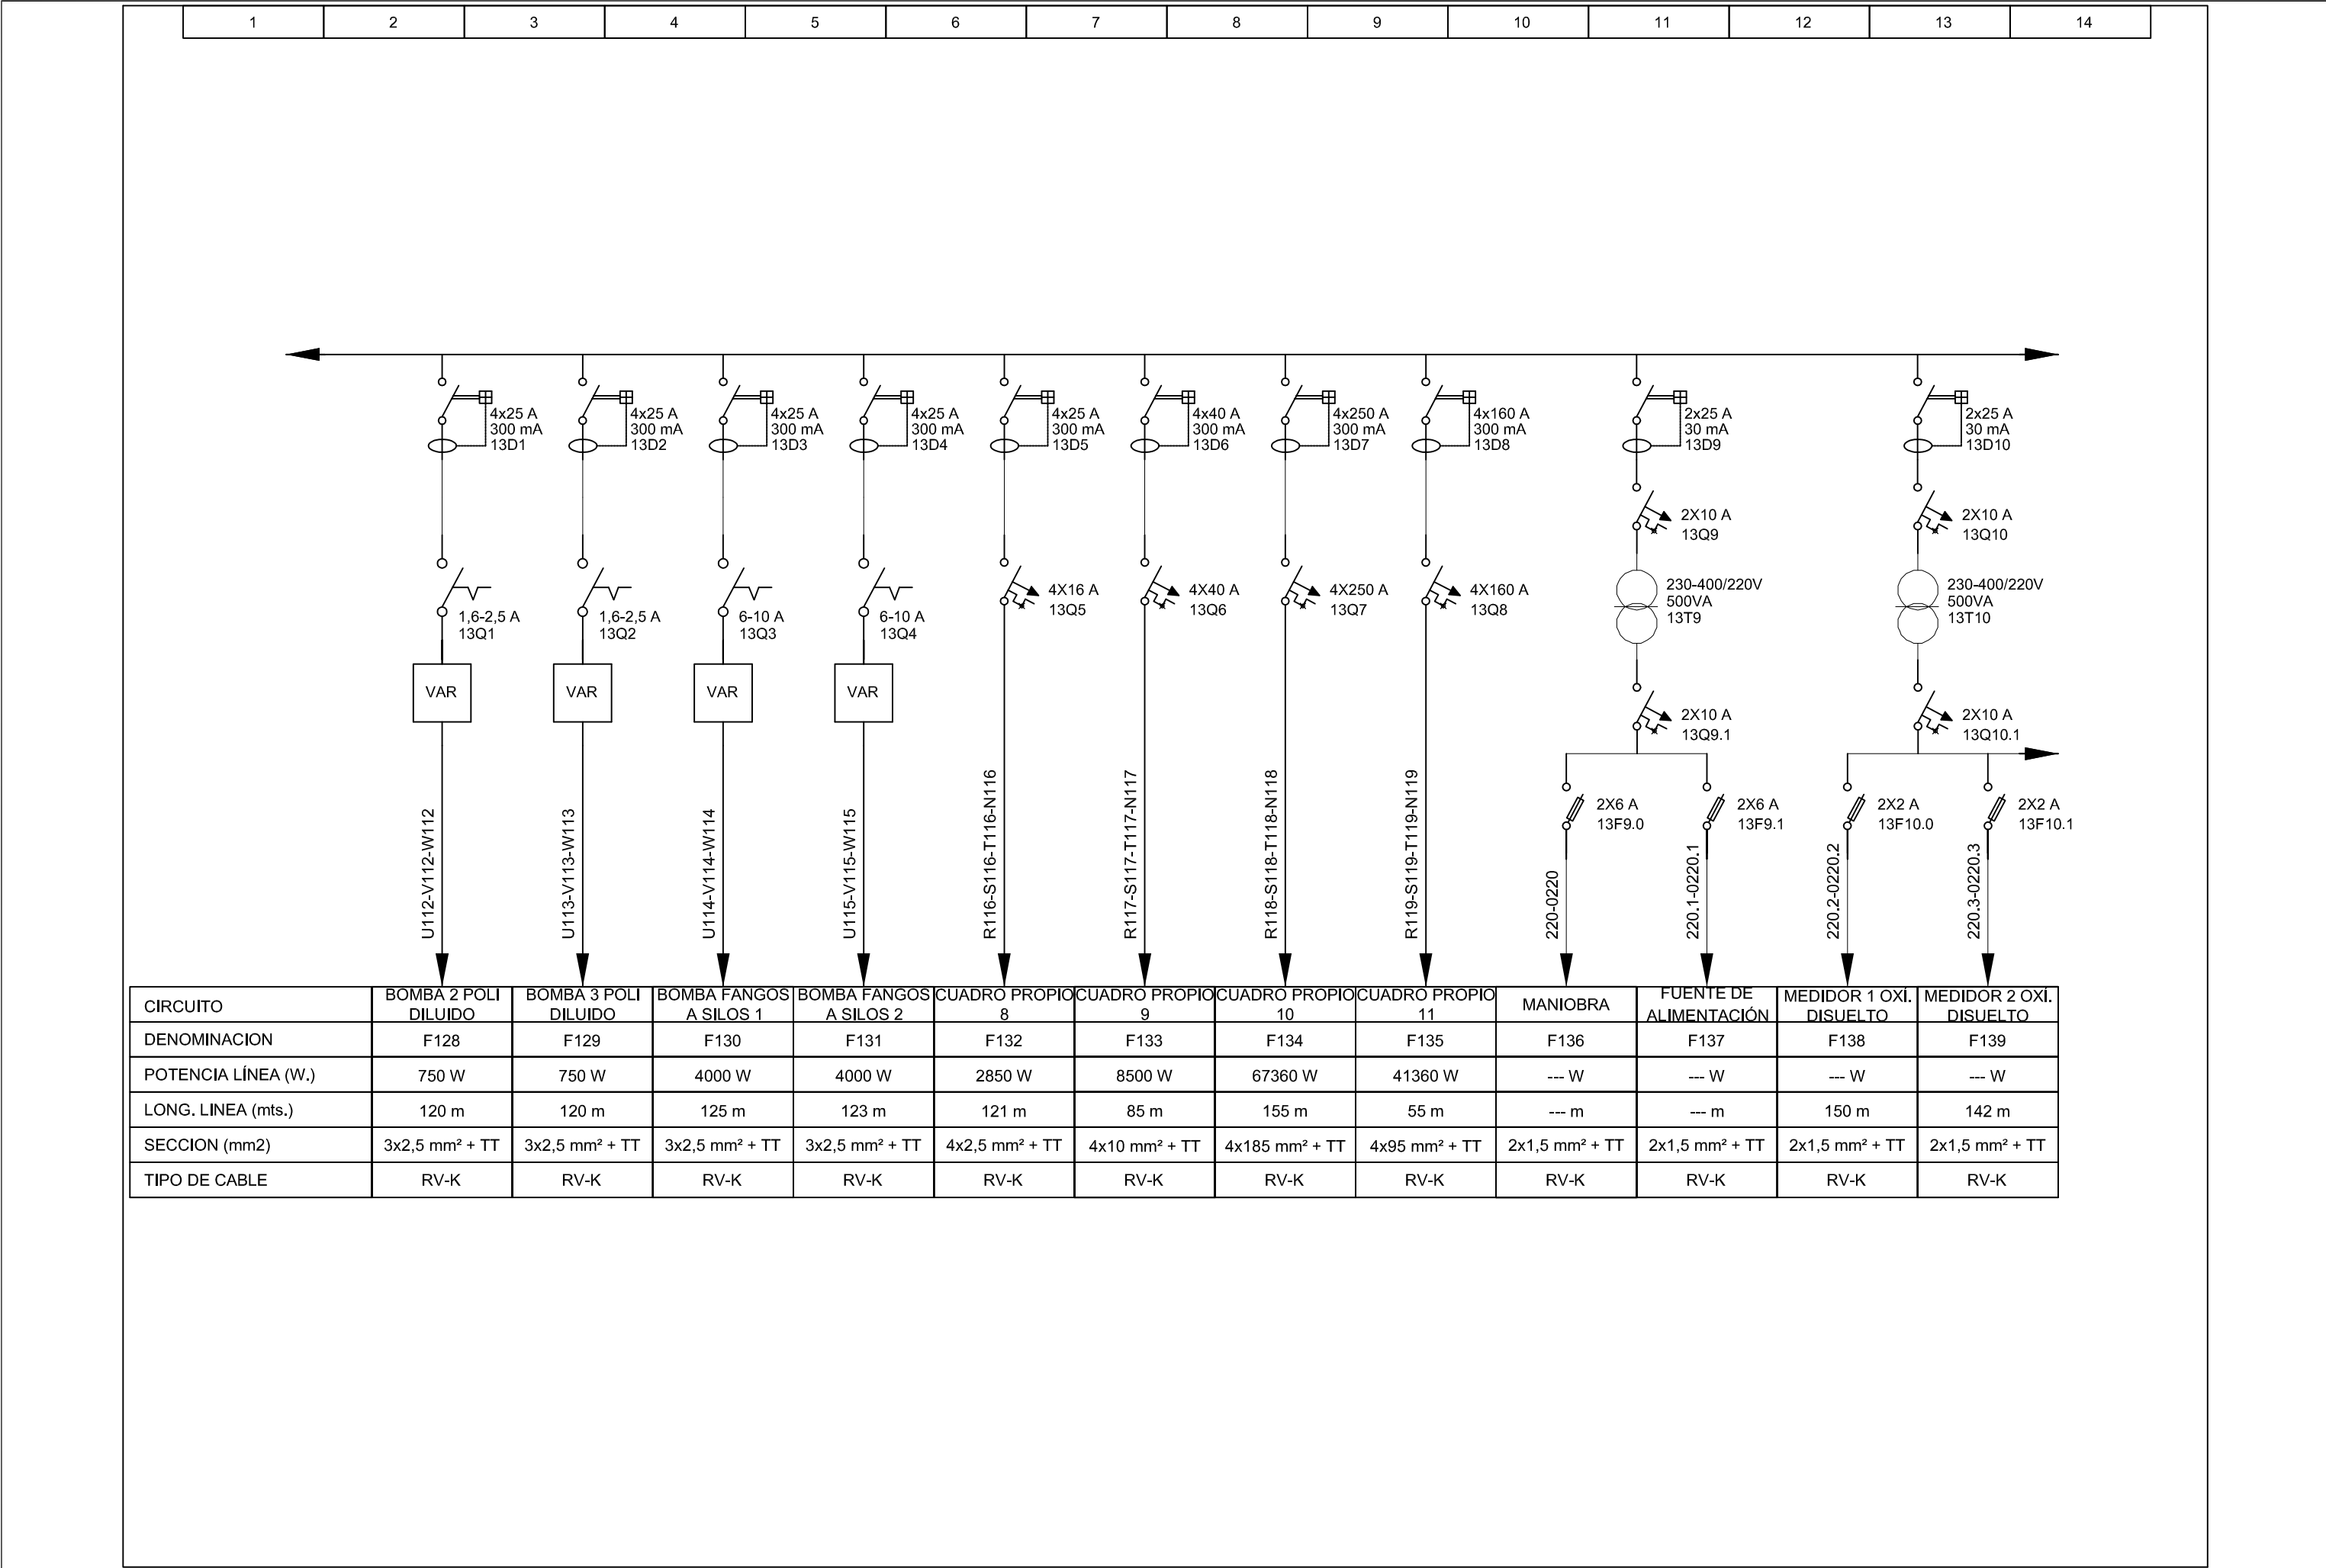 1 2 3 4 5 6 7 8 9 10 11 12 13 14
4x25 A
300 mA
13D1
4x25 A
300 mA
13D2
4x25 A
300 mA
13D3
4x25 A
300 mA
13D4
4x25 A
300 mA
13D5
4x40 A
300 mA
13D6
4x250 A
300 mA
13D7
4x160 A
300 mA
13D8
2x25 A
30 mA
13D9
2x25 A
30 mA
13D10
2X10 A
13Q9
2X10 A
13Q10
1,6-2,5 A
13Q1
1,6-2,5 A
13Q2
6-10 A
13Q3
6-10 A
13Q4
4X16 A
13Q5
4X40 A
13Q6
4X250 A
13Q7
4X160 A
13Q8
230-400/220V
500VA
13T9
230-400/220V
500VA
13T10
VAR
VAR
VAR
VAR
2X10 A
13Q9.1
2X10 A
13Q10.1
2X6 A
13F9.0
2X6 A
13F9.1
2X2 A
13F10.0
2X2 A
13F10.1
U112-V112-W112
U113-V113-W113
U114-V114-W114
U115-V115-W115
R116-S116-T116-N116
R117-S117-T117-N117
R118-S118-T118-N118
R119-S119-T119-N119
220-0220
220.1-0220.1
220.2-0220.2
220.3-0220.3
CIRCUITO
BOMBA 2 POLI
DILUIDO
BOMBA 3 POLI
DILUIDO
BOMBA FANGOS
A SILOS 1
BOMBA FANGOS
A SILOS 2
CUADRO PROPIO
8
CUADRO PROPIO
9
CUADRO PROPIO
10
CUADRO PROPIO
11
MANIOBRA
FUENTE DE
ALIMENTACIÓN
MEDIDOR 1 OXÍ.
DISUELTO
MEDIDOR 2 OXÍ.
DISUELTO
DENOMINACION F128 F129 F130 F131 F132 F133 F134 F135 F136 F137 F138 F139
POTENCIA LÍNEA (W.) 750 W 750 W 4000 W 4000 W 2850 W 8500 W 67360 W 41360 W --- W --- W --- W --- W
LONG. LINEA (mts.) 120 m 120 m 125 m 123 m 121 m 85 m 155 m 55 m --- m --- m 150 m 142 m
SECCION (mm2) 3x2,5 mm² + TT 3x2,5 mm² + TT 3x2,5 mm² + TT 3x2,5 mm² + TT 4x2,5 mm² + TT 4x10 mm² + TT 4x185 mm² + TT 4x95 mm² + TT 2x1,5 mm² + TT 2x1,5 mm² + TT 2x1,5 mm² + TT 2x1,5 mm² + TT
TIPO DE CABLE RV-K RV-K RV-K RV-K RV-K RV-K RV-K RV-K RV-K RV-K RV-K RV-K